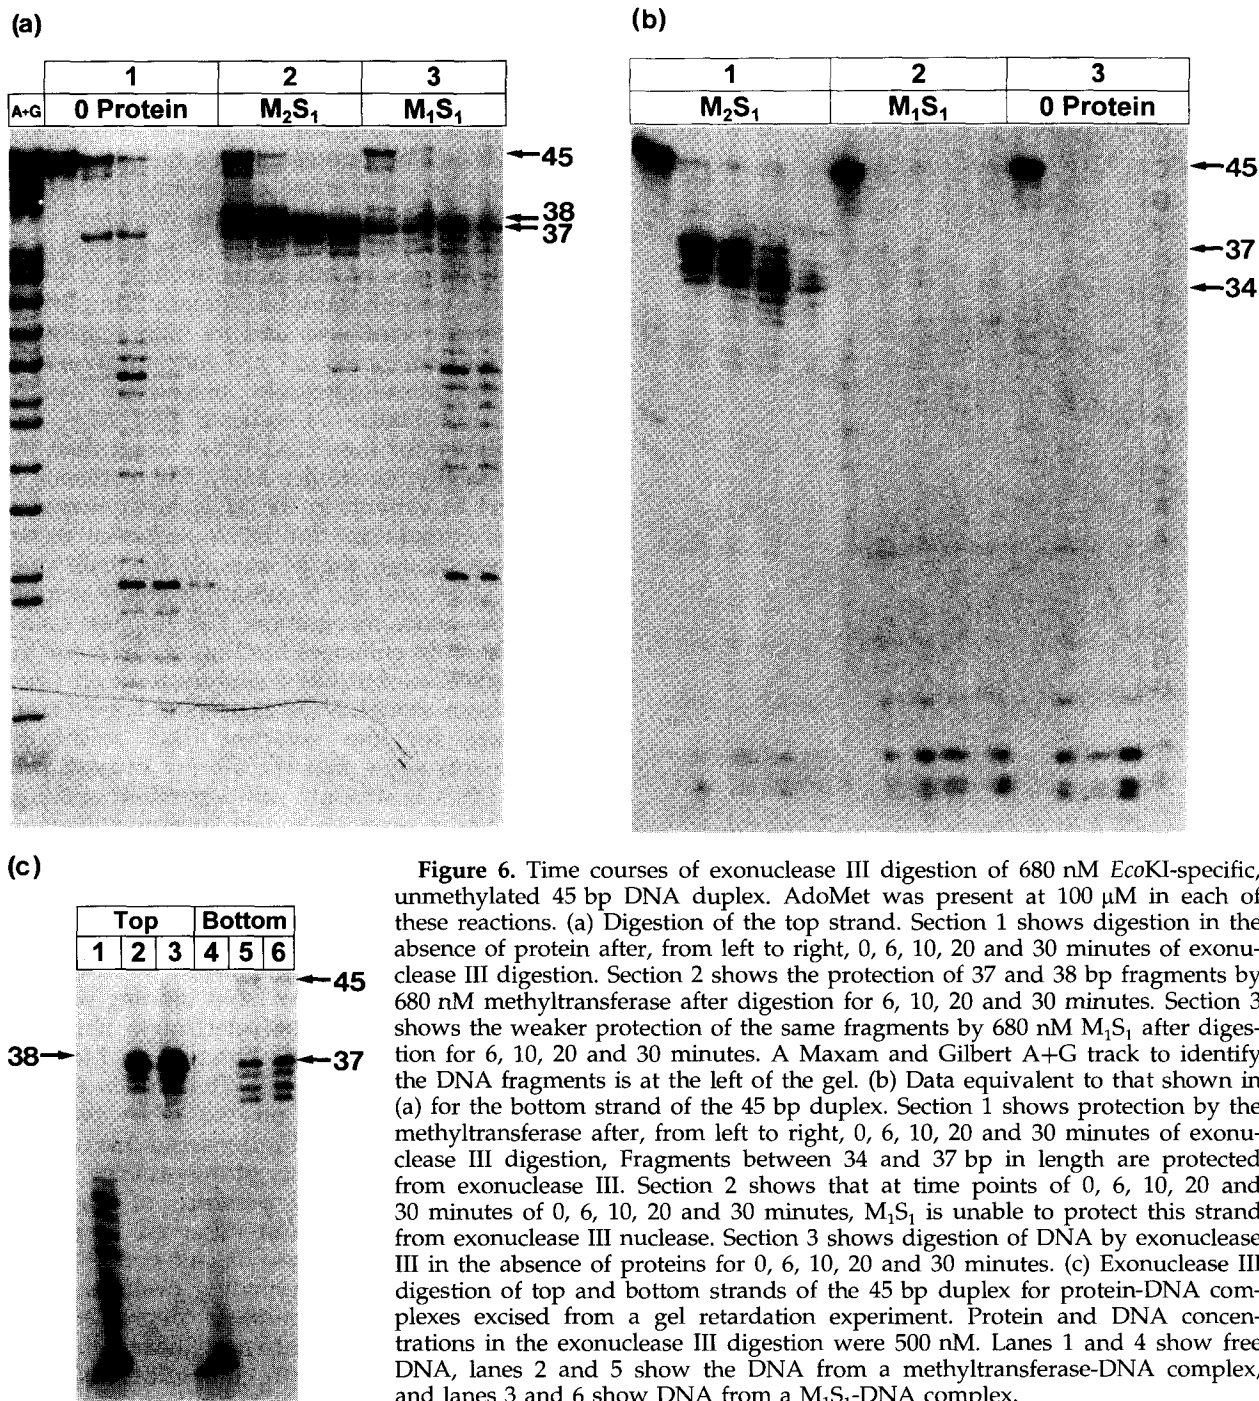 (a)
1 2 3
A+G 0 Protein M₂S₁ M₁S₁
45
38
37
(b)
1 2 3
M₂S₁ M₁S₁ 0 Protein
45
37
34
(c)
Top Bottom
1 2 3 4 5 6
45
38 37
Figure 6. Time courses of exonuclease III digestion of 680 nM EcoKI-specific,
unmethylated 45 bp DNA duplex. AdoMet was present at 100 μM in each of
these reactions. (a) Digestion of the top strand. Section 1 shows digestion in the
absence of protein after, from left to right, 0, 6, 10, 20 and 30 minutes of exonu-
clease III digestion. Section 2 shows the protection of 37 and 38 bp fragments by
680 nM methyltransferase after digestion for 6, 10, 20 and 30 minutes. Section 3
shows the weaker protection of the same fragments by 680 nM M₁S₁ after diges-
tion for 6, 10, 20 and 30 minutes. A Maxam and Gilbert A+G track to identify
the DNA fragments is at the left of the gel. (b) Data equivalent to that shown in
(a) for the bottom strand of the 45 bp duplex. Section 1 shows protection by the
methyltransferase after, from left to right, 0, 6, 10, 20 and 30 minutes of exonu-
clease III digestion, Fragments between 34 and 37 bp in length are protected
from exonuclease III. Section 2 shows that at time points of 0, 6, 10, 20 and
30 minutes of 0, 6, 10, 20 and 30 minutes, M₁S₁ is unable to protect this strand
from exonuclease III nuclease. Section 3 shows digestion of DNA by exonuclease
III in the absence of proteins for 0, 6, 10, 20 and 30 minutes. (c) Exonuclease III
digestion of top and bottom strands of the 45 bp duplex for protein-DNA com-
plexes excised from a gel retardation experiment. Protein and DNA concen-
trations in the exonuclease III digestion were 500 nM. Lanes 1 and 4 show free
DNA, lanes 2 and 5 show the DNA from a methyltransferase-DNA complex,
and lanes 3 and 6 show DNA from a M₁S₁-DNA complex.